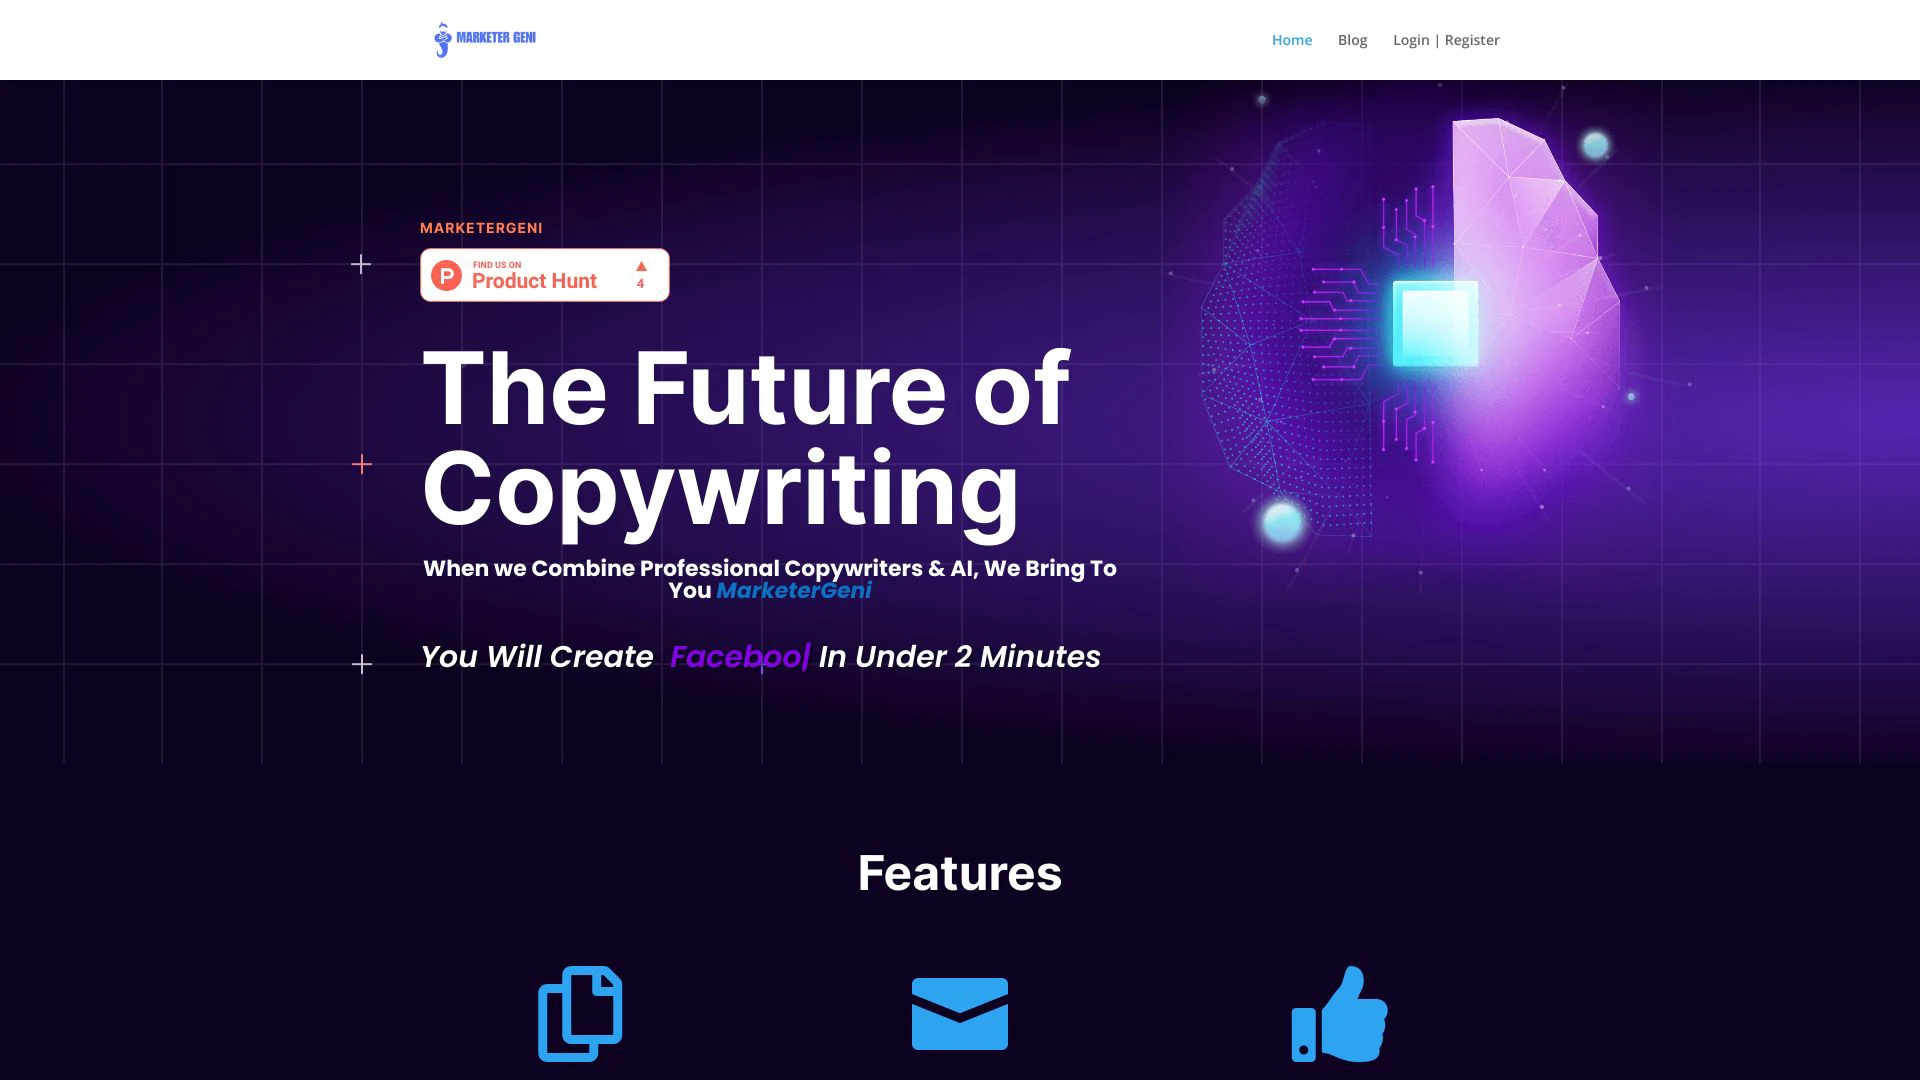 MARKETER GENI
Home
Blog
Login | Register
MARKETERGENI
FIND US ON
Product Hunt
4
The Future of
Copywriting
When we Combine Professional Copywriters & AI, We Bring To
You MarketerGeni
You Will Create Faceboo| In Under 2 Minutes
Features